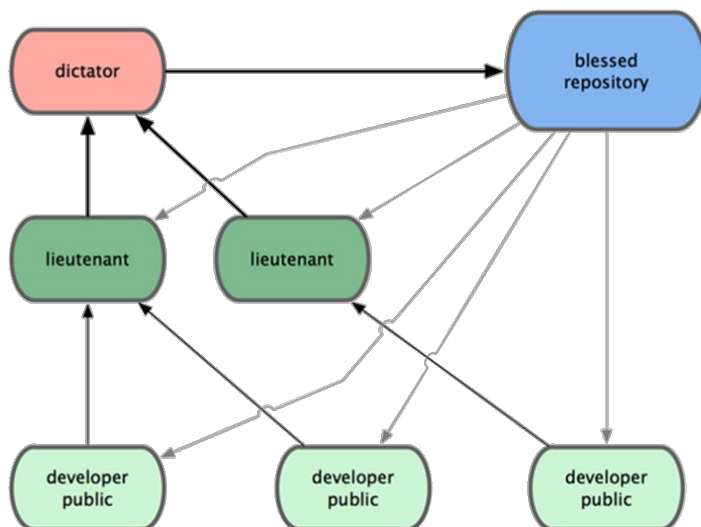 dictator
blessed
repository
lieutenant
lieutenant
developer
public
developer
public
developer
public